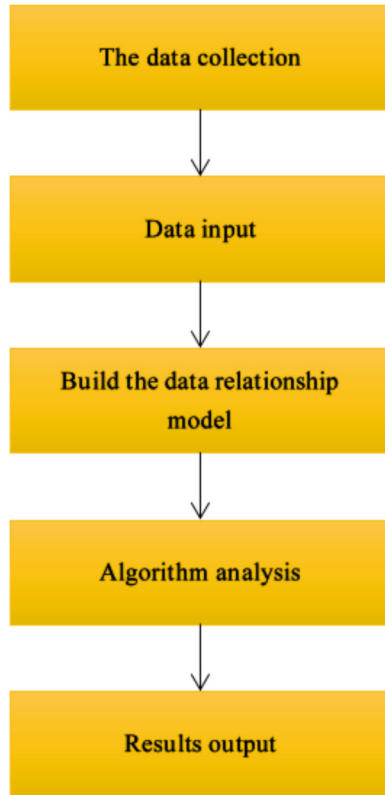 The data collection
Data input
Build the data relationship
model
Algorithm analysis
Results output